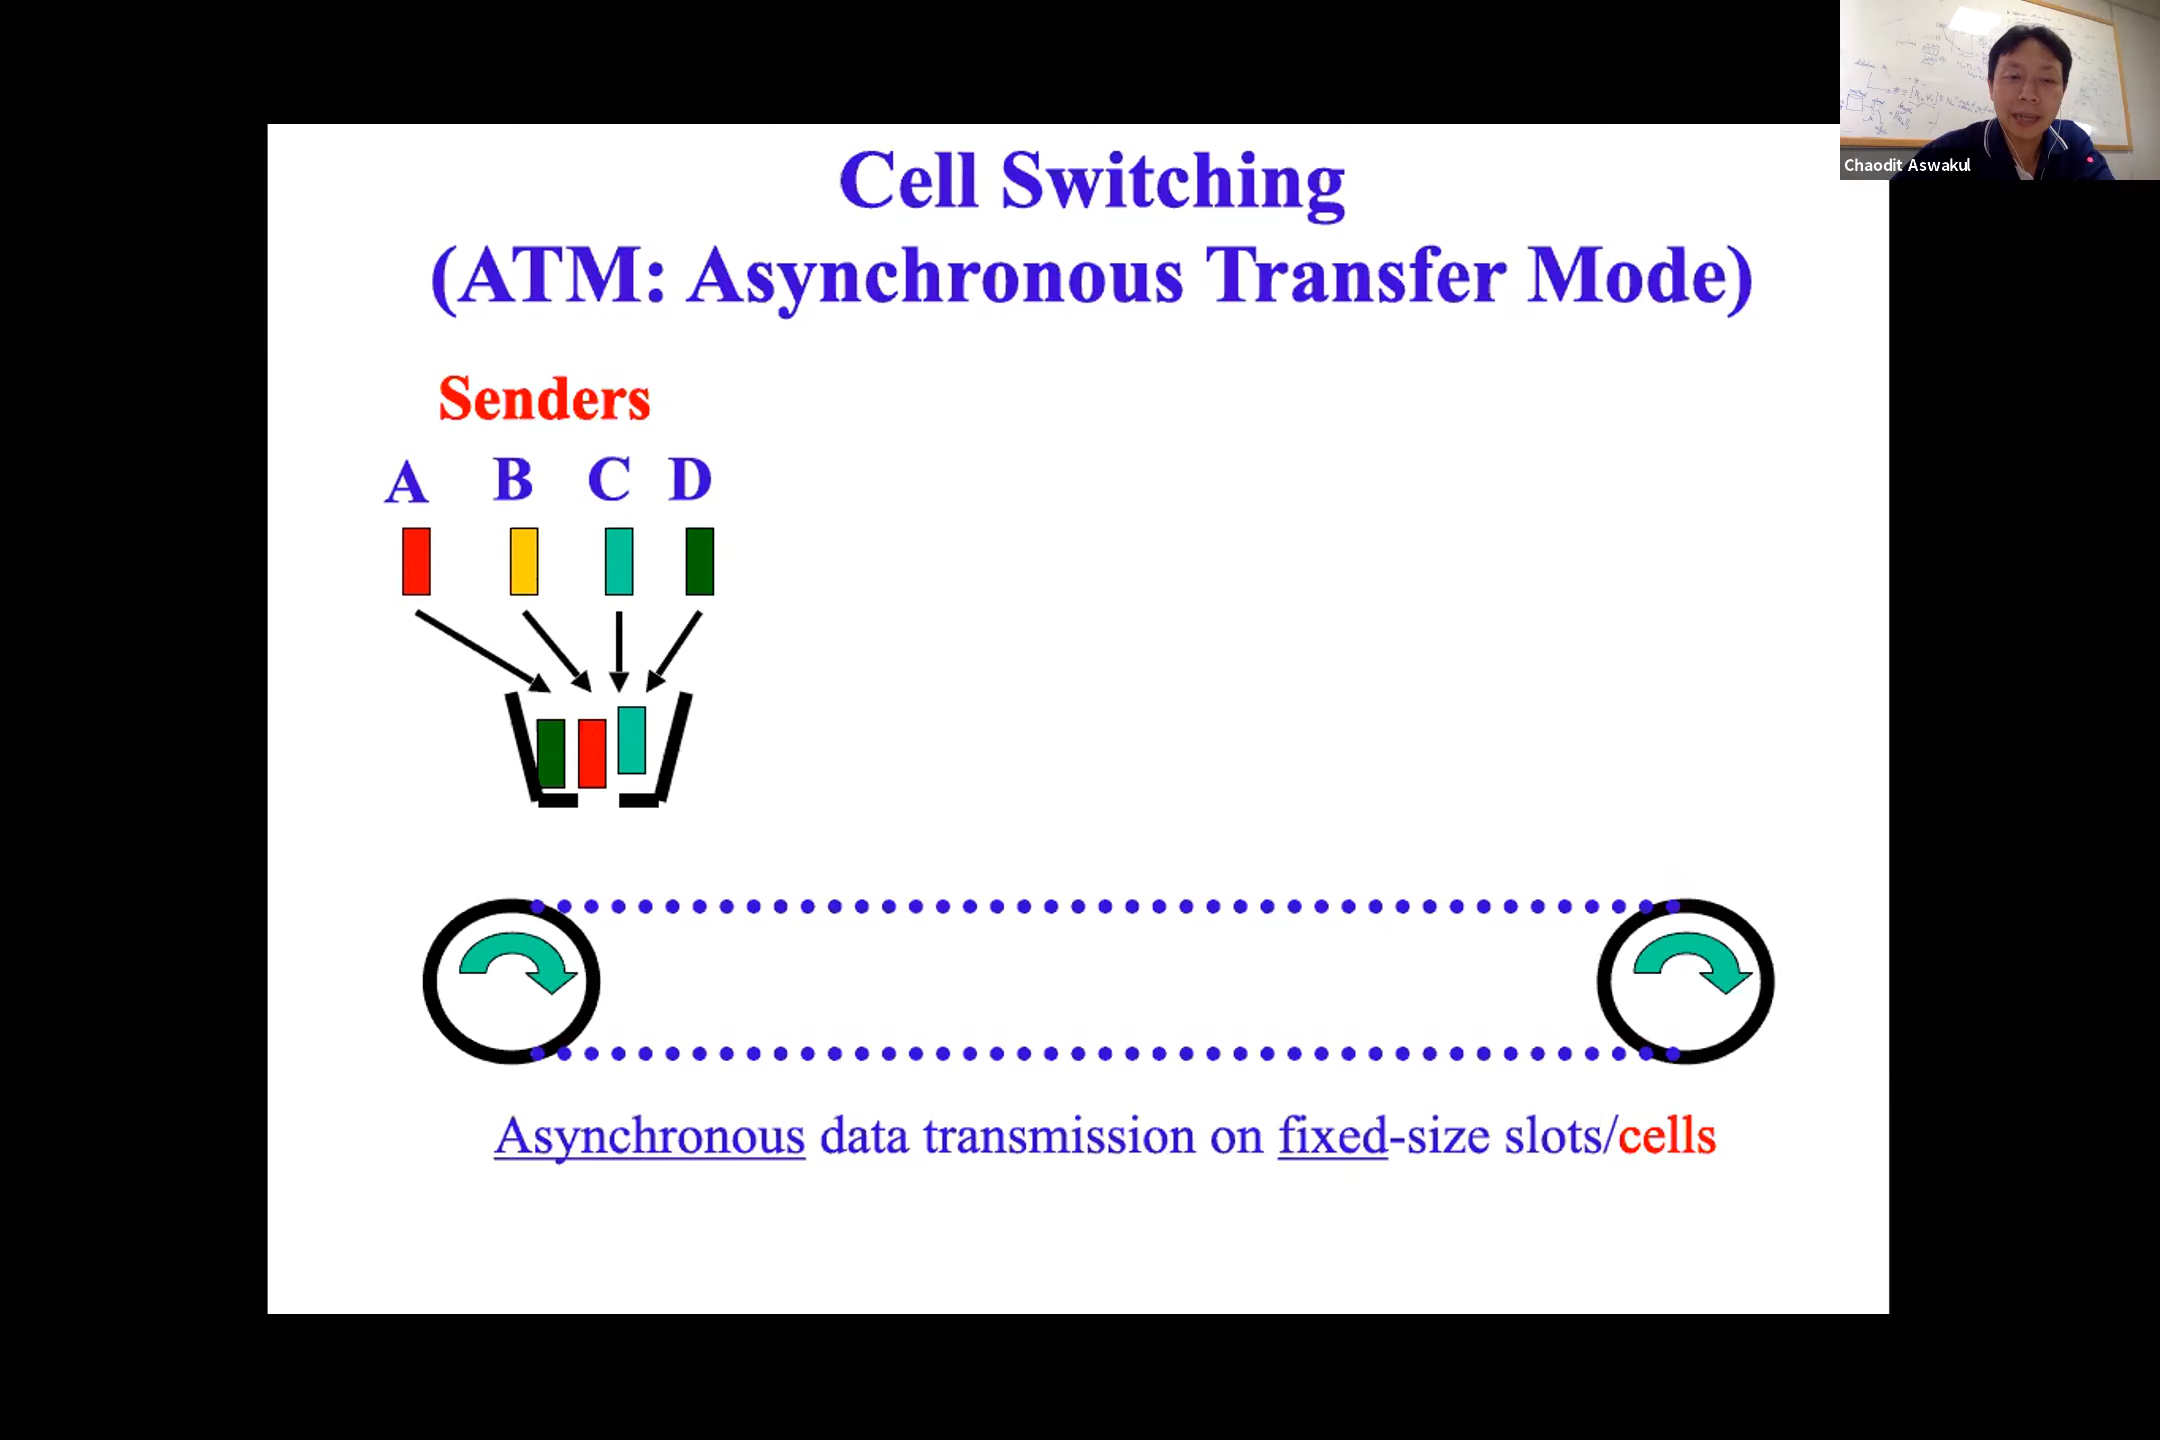 Cell Switching
(ATM: Asynchronous Transfer Mode)
Senders
A B C D
Asynchronous data transmission on fixed-size slots/cells
Chaodit Aswakul